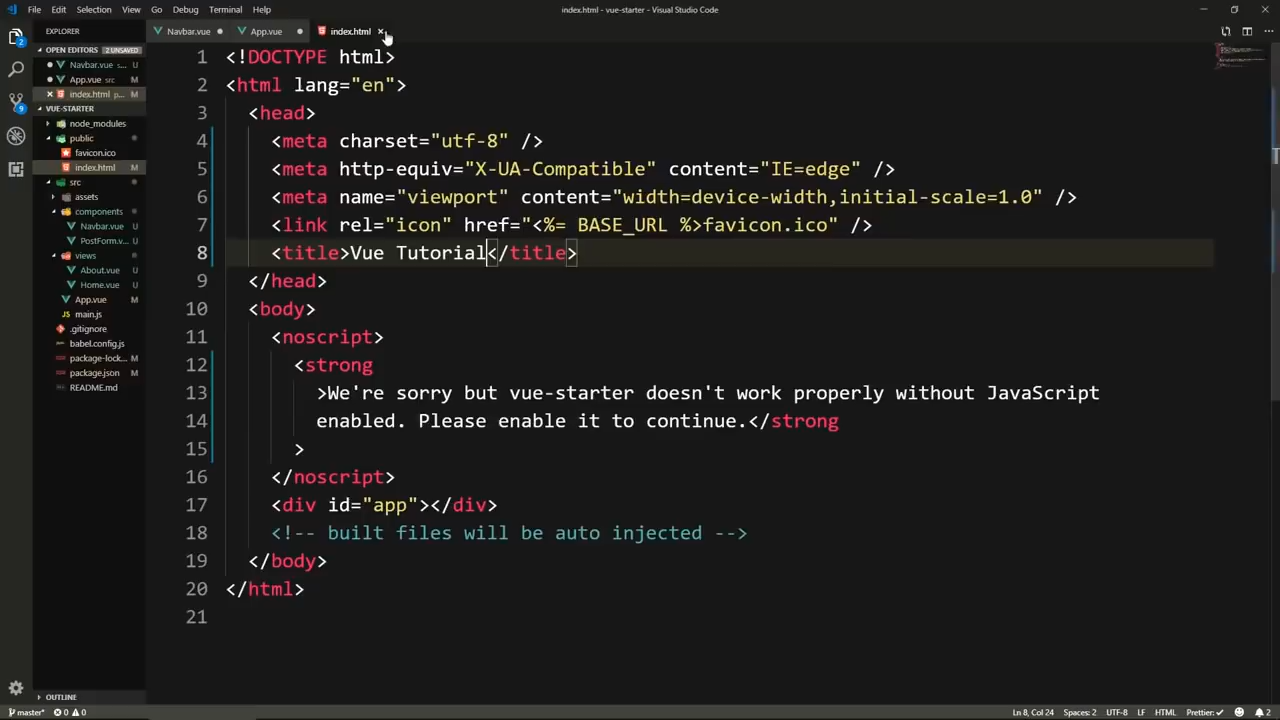 File Edit Selection View Go Debug Terminal Help
index.html - vue-starter - Visual Studio Code
EXPLORER
OPEN EDITORS 2 UNSAVED
Navbar.vue U
App.vue src
index.html p... M
VUE-STARTER
node_modules
public
favicon.ico
index.html M
src
assets
components
Navbar.vue U
PostForm.v... U
views
About.vue U
Home.vue U
App.vue U
main.js
.gitignore
babel.config.js
package-lock... M
package.json M
README.md
OUTLINE
2
9
Navbar.vue
App.vue
index.html
1 <!DOCTYPE html>
2 <html lang="en">
3 <head>
4 <meta charset="utf-8" />
5 <meta http-equiv="X-UA-Compatible" content="IE=edge" />
6 <meta name="viewport" content="width=device-width,initial-scale=1.0" />
7 <link rel="icon" href="<%= BASE_URL %>favicon.ico" />
8 <title>Vue Tutorial</title>
9 </head>
10 <body>
11 <noscript>
12 <strong
13 >We're sorry but vue-starter doesn't work properly without JavaScript
14 enabled. Please enable it to continue.</strong
15 >
16 </noscript>
17 <div id="app"></div>
18 <!-- built files will be auto injected -->
19 </body>
20 </html>
21
master* 0 0
Ln 8, Col 24 Spaces: 2 UTF-8 LF HTML Prettier: ✓ 2